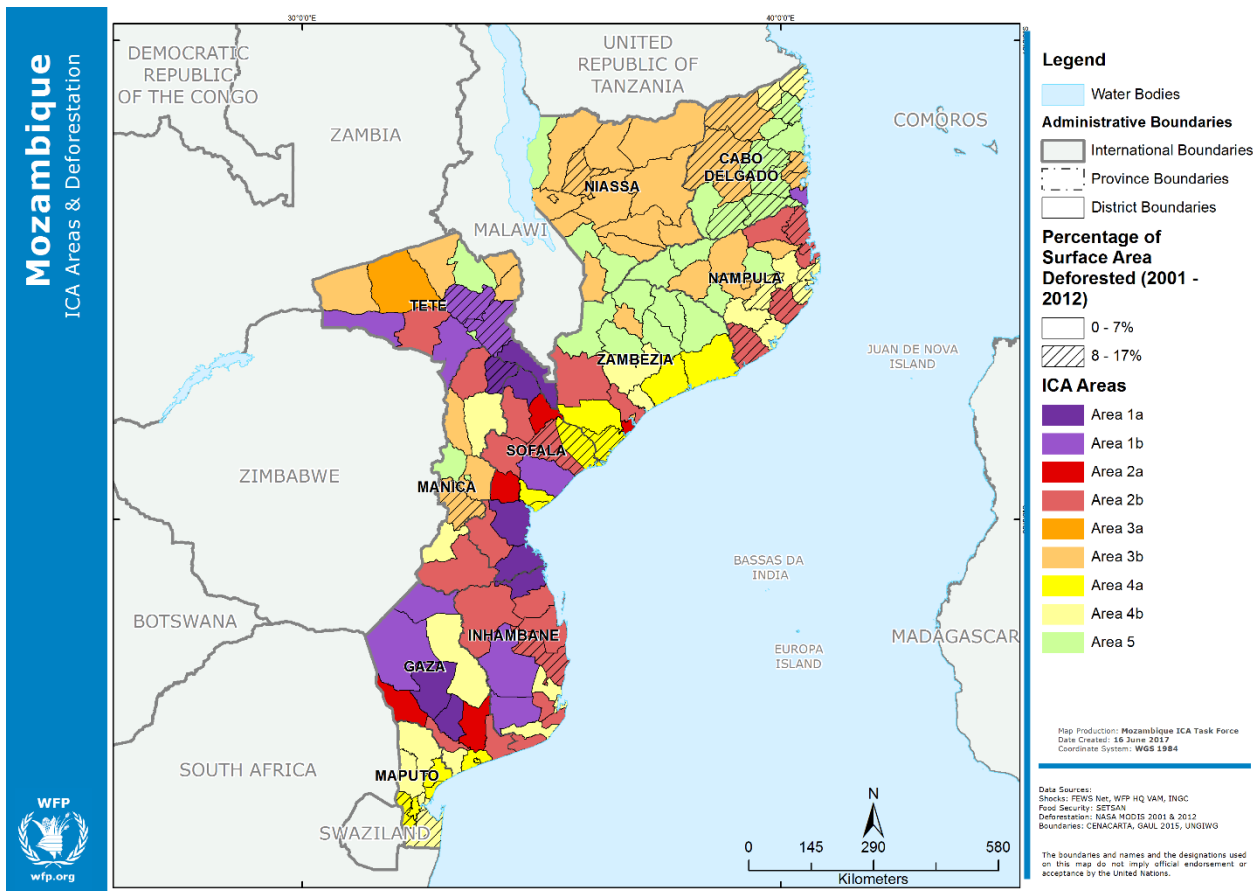 Mozambique
ICA Areas & Deforestation
WFP
wfp.org
30°0'0"E
40°0'0"E
DEMOCRATIC
REPUBLIC
OF THE CONGO
UNITED
REPUBLIC OF
TANZANIA
ZAMBIA
COMOROS
MALAWI
NIASSA
CABO
DELGADO
NAMPULA
TETE
ZAMBEZIA
JUAN DE NOVA
ISLAND
ZIMBABWE
SOFALA
MANICA
BASSAS DA
INDIA
BOTSWANA
INHAMBANE
MADAGASCAR
EUROPA
ISLAND
GAZA
SOUTH AFRICA
MAPUTO
SWAZILAND
N
0 145 290 580
Kilometers
Legend
Water Bodies
Administrative Boundaries
International Boundaries
Province Boundaries
District Boundaries
Percentage of
Surface Area
Deforested (2001 -
2012)
0 - 7%
8 - 17%
ICA Areas
Area 1a
Area 1b
Area 2a
Area 2b
Area 3a
Area 3b
Area 4a
Area 4b
Area 5
Map Production: Mozambique ICA Task Force
Date Created: 16 June 2017
Coordinate System: WGS 1984
Data Sources:
Shocks: FEWS Net, WFP HQ VAM, INGC
Food Security: SETSAN
Deforestation: NASA MODIS 2001 & 2012
Boundaries: CENACARTA, GAUL 2015, UNGIWG
The boundaries and names and the designations used
on this map do not imply official endorsement or
acceptance by the United Nations.